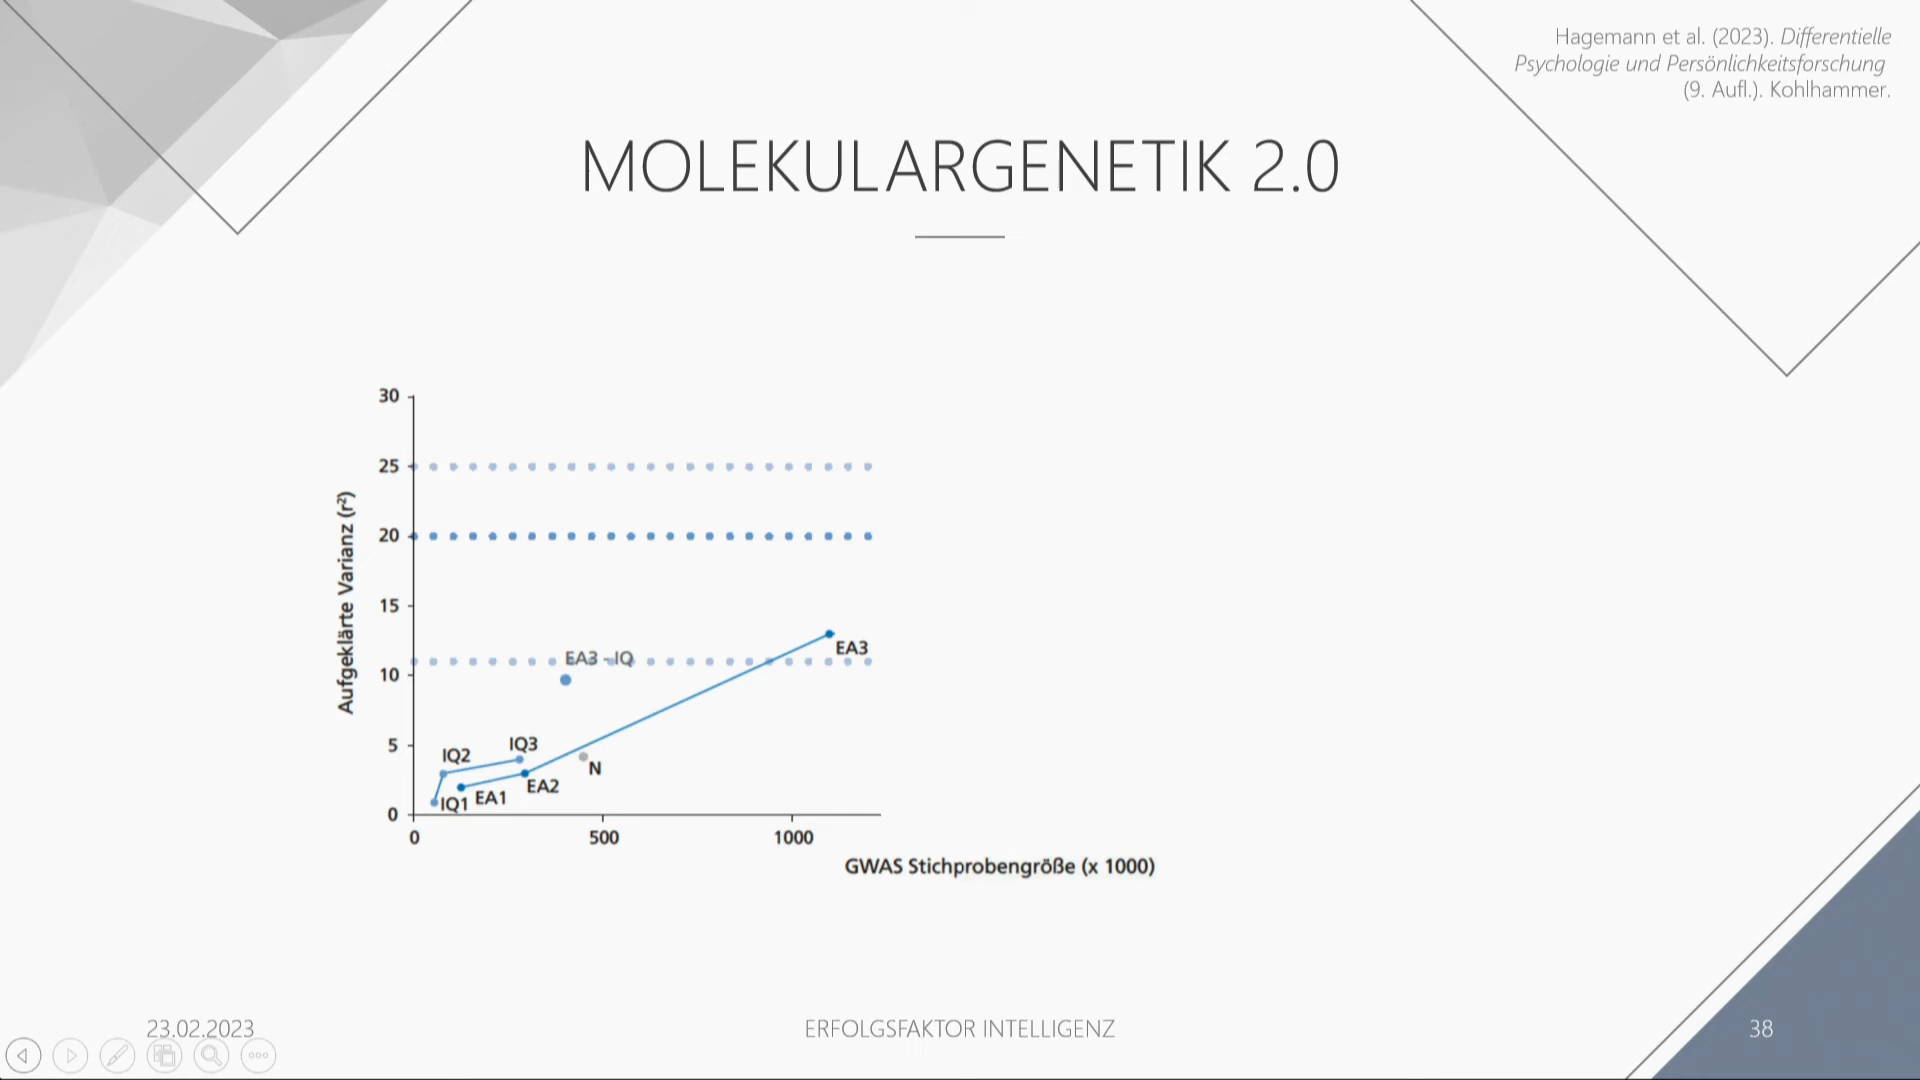 Hagemann et al. (2023). Differentielle
Psychologie und Persönlichkeitsforschung
(9. Aufl.). Kohlhammer.
MOLEKULARGENETIK 2.0
Aufgeklärte Varianz (r²)
30
25
20
15
10
5
0
EA3 - IQ
EA3
IQ2
IQ3
N
EA2
IQ1
EA1
0
500
1000
GWAS Stichprobengröße (x 1000)
23.02.2023
ERFOLGSFAKTOR INTELLIGENZ
38